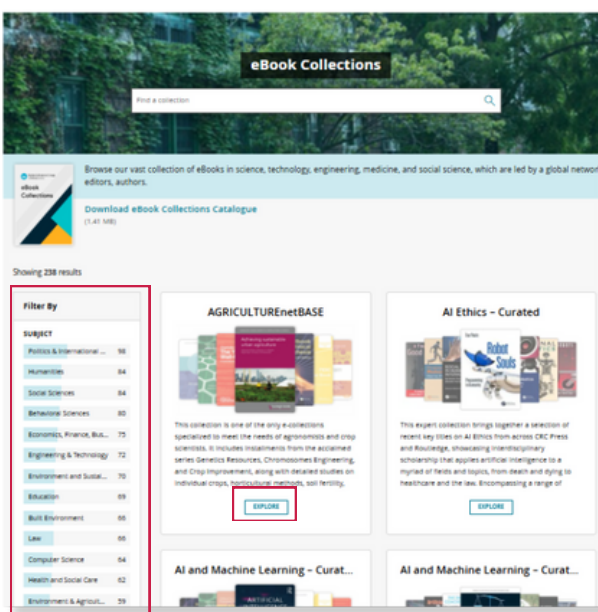 eBook Collections
Find a collection
eBook
Collections
Browse our vast collection of eBooks in science, technology, engineering, medicine, and social science, which are led by a global networ
editors, authors.
Download eBook Collections Catalogue
(1.41 MB)
Showing 238 results
Filter By
SUBJECT
Politics & International ... 98
Humanities 84
Social Sciences 84
Behavioral Sciences 80
Economics, Finance, Bus... 75
Engineering & Technology 72
Environment and Sustai... 70
Education 69
Built Environment 66
Law 66
Computer Science 64
Health and Social Care 62
Environment & Agricult... 59
AGRICULTUREnetBASE
Achieving sustainable
urban agriculture
This collection is one of the only e-collections
specialized to meet the needs of agronomists and crop
scientists. It includes installments from the acclaimed
series Genetics Resources, Chromosomes Engineering,
and Crop Improvement, along with detailed studies on
individual crops, horticultural methods, soil fertility,
EXPLORE
AI Ethics – Curated
Robot
Souls
This expert collection brings together a selection of
recent key titles on AI Ethics from across CRC Press
and Routledge, showcasing interdisciplinary
scholarship that applies artificial intelligence to a
myriad of fields and topics, from death and dying to
healthcare and the law. Encompassing a range of
EXPLORE
AI and Machine Learning – Curat...
ARTIFICIAL
AI and Machine Learning – Curat...